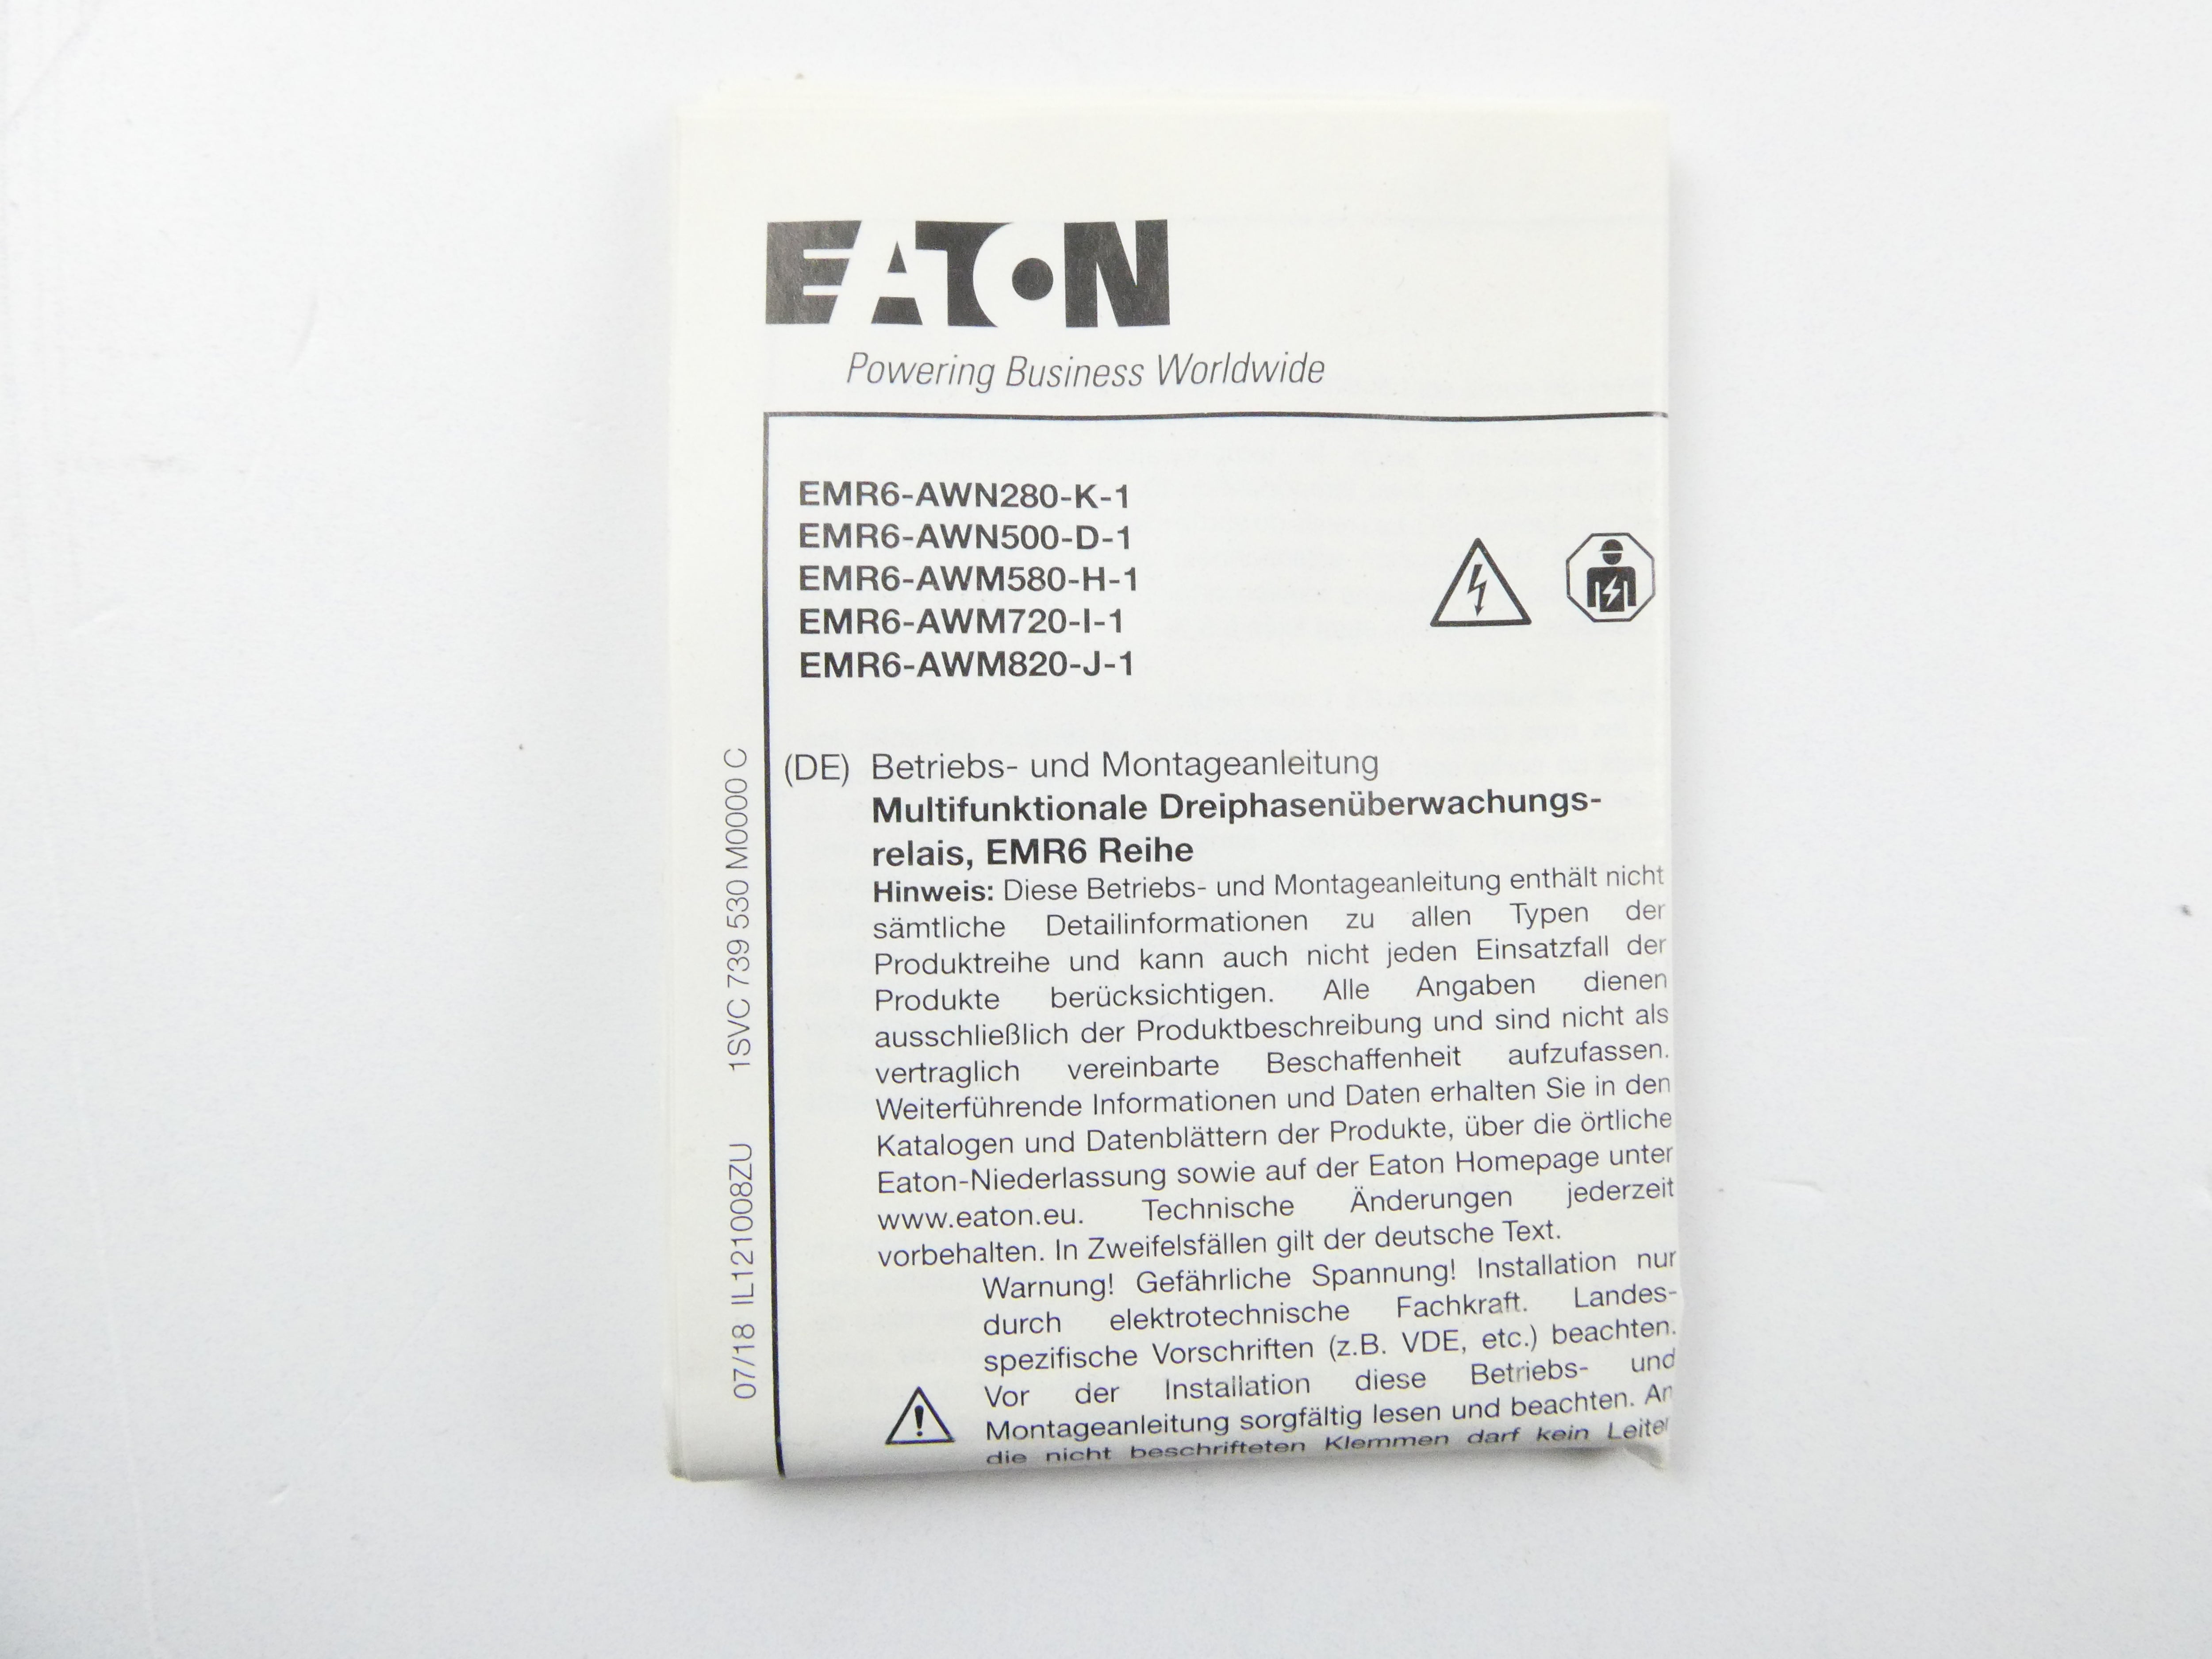 EATON
Powering Business Worldwide
EMR6-AWN280-K-1
EMR6-AWN500-D-1
EMR6-AWM580-H-1
EMR6-AWM720-I-1
EMR6-AWM820-J-1
(DE) Betriebs- und Montageanleitung
Multifunktionale Dreiphasenüberwachungs-
relais, EMR6 Reihe
Hinweis: Diese Betriebs- und Montageanleitung enthält nicht
sämtliche Detailinformationen zu allen Typen der
Produktreihe und kann auch nicht jeden Einsatzfall der
Produkte berücksichtigen. Alle Angaben dienen
ausschließlich der Produktbeschreibung und sind nicht als
vertraglich vereinbarte Beschaffenheit aufzufassen.
Weiterführende Informationen und Daten erhalten Sie in den
Katalogen und Datenblättern der Produkte, über die örtliche
Eaton-Niederlassung sowie auf der Eaton Homepage unter
www.eaton.eu. Technische Änderungen jederzeit
vorbehalten. In Zweifelsfällen gilt der deutsche Text.
Warnung! Gefährliche Spannung! Installation nur
durch elektrotechnische Fachkraft. Landes-
spezifische Vorschriften (z.B. VDE, etc.) beachten.
Vor der Installation diese Betriebs- und
Montageanleitung sorgfältig lesen und beachten. An
die nicht beschrifteten Klemmen darf kein Leiter
07/18 IL121008ZU 1SVC 739 530 M0000 C